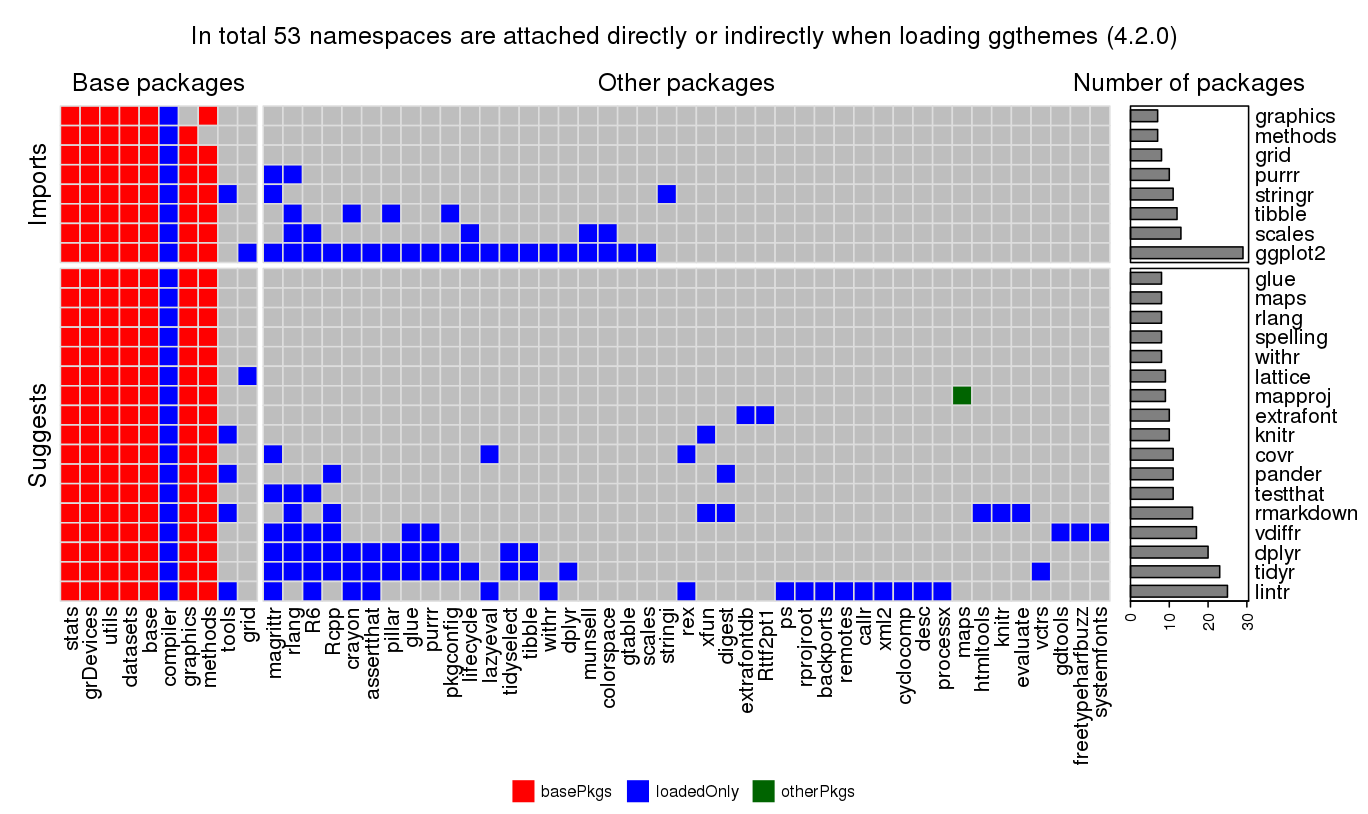 In total 53 namespaces are attached directly or indirectly when loading ggthemes (4.2.0)
Base packages
Other packages
Number of packages
Imports
graphics
methods
grid
purrr
stringr
tibble
scales
ggplot2
Suggests
glue
maps
rlang
spelling
withr
lattice
mapproj
extrafont
knitr
covr
pander
testthat
rmarkdown
vdiffr
dplyr
tidyr
lintr
stats
grDevices
utils
datasets
base
compiler
graphics
methods
tools
grid
magrittr
rlang
R6
Rcpp
crayon
assertthat
pillar
glue
purrr
pkgconfig
lifecycle
lazyeval
tidyselect
tibble
withr
dplyr
munsell
colorspace
gtable
scales
stringi
rex
xfun
digest
extrafontdb
Rttf2pt1
ps
rprojroot
backports
remotes
callr
xml2
cyclocomp
desc
processx
maps
htmltools
knitr
evaluate
vctrs
gdtools
freetypeharfbuzz
systemfonts
0
10
20
30
basePkgs
loadedOnly
otherPkgs